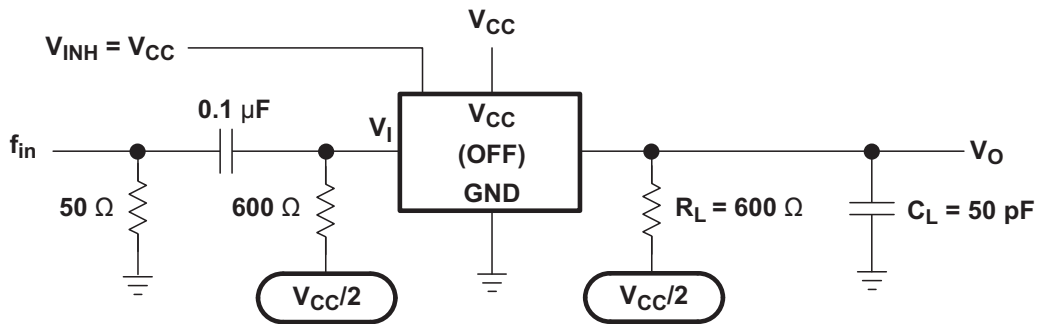 V_CC
V_INH = V_CC
0.1 µF
V_I
V_CC
f_in
(OFF)
V_O
GND
50 Ω
600 Ω
R_L = 600 Ω
C_L = 50 pF
V_CC/2
V_CC/2